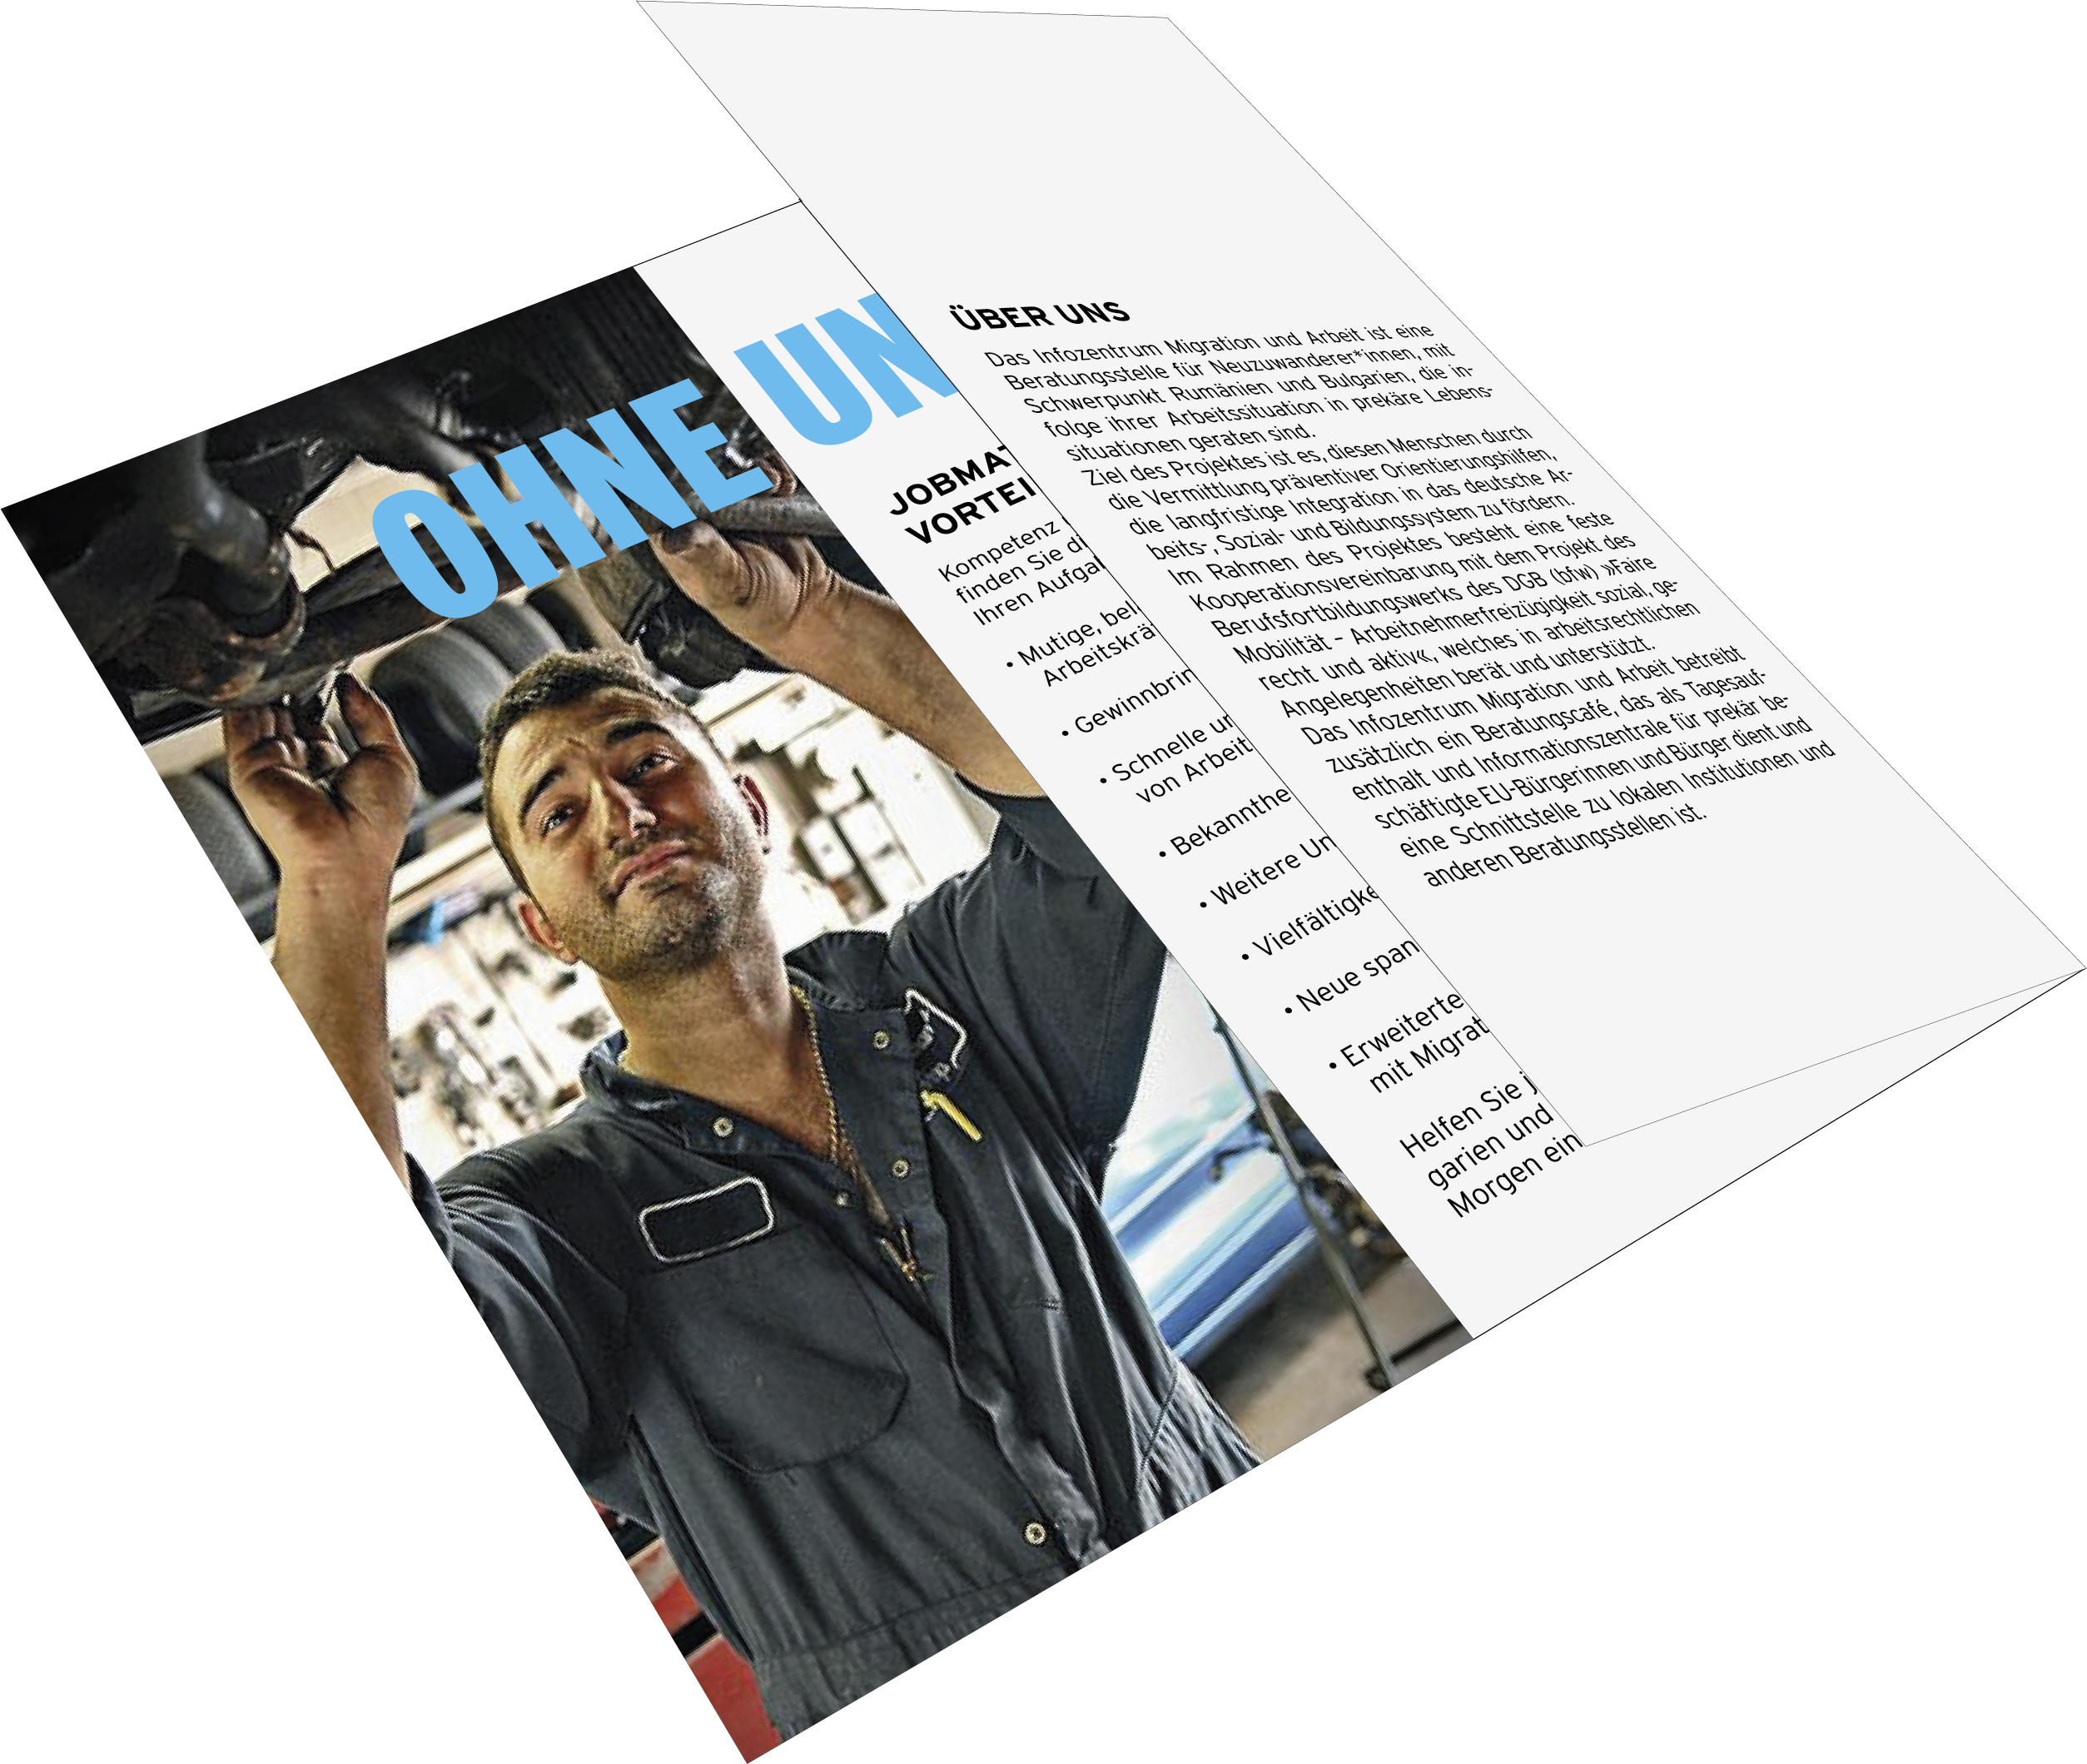 OHNE UN
JOBMAT
VORTEI
Kompetenz
finden Sie di
Ihren Aufgal
• Mutige, bel
Arbeitskrä
• Gewinnbrin
• Schnelle un
von Arbeit
• Bekannthe
• Weitere Un
• Vielfältigke
• Neue span
• Erweiterte
mit Migrat
Helfen Sie j
garien und
Morgen ein
ÜBER UNS
Das Infozentrum Migration und Arbeit ist eine
Beratungsstelle für Neuzuwanderer*innen, mit
Schwerpunkt Rumänien und Bulgarien, die in-
folge ihrer Arbeitssituation in prekäre Lebens-
situationen geraten sind.
Ziel des Projektes ist es, diesen Menschen durch
die Vermittlung präventiver Orientierungshilfen,
die langfristige Integration in das deutsche Ar-
beits- , Sozial- und Bildungssystem zu fördern.
Im Rahmen des Projektes besteht eine feste
Kooperationsvereinbarung mit dem Projekt des
Berufsfortbildungswerks des DGB (bfw) »Faire
Mobilität – Arbeitnehmerfreizügigkeit sozial, ge-
recht und aktiv«, welches in arbeitsrechtlichen
Angelegenheiten berät und unterstützt.
Das Infozentrum Migration und Arbeit betreibt
zusätzlich ein Beratungscafé, das als Tagesauf-
enthalt und Informationszentrale für prekär be-
schäftigte EU-Bürgerinnen und Bürger dient und
eine Schnittstelle zu lokalen Institutionen und
anderen Beratungsstellen ist.